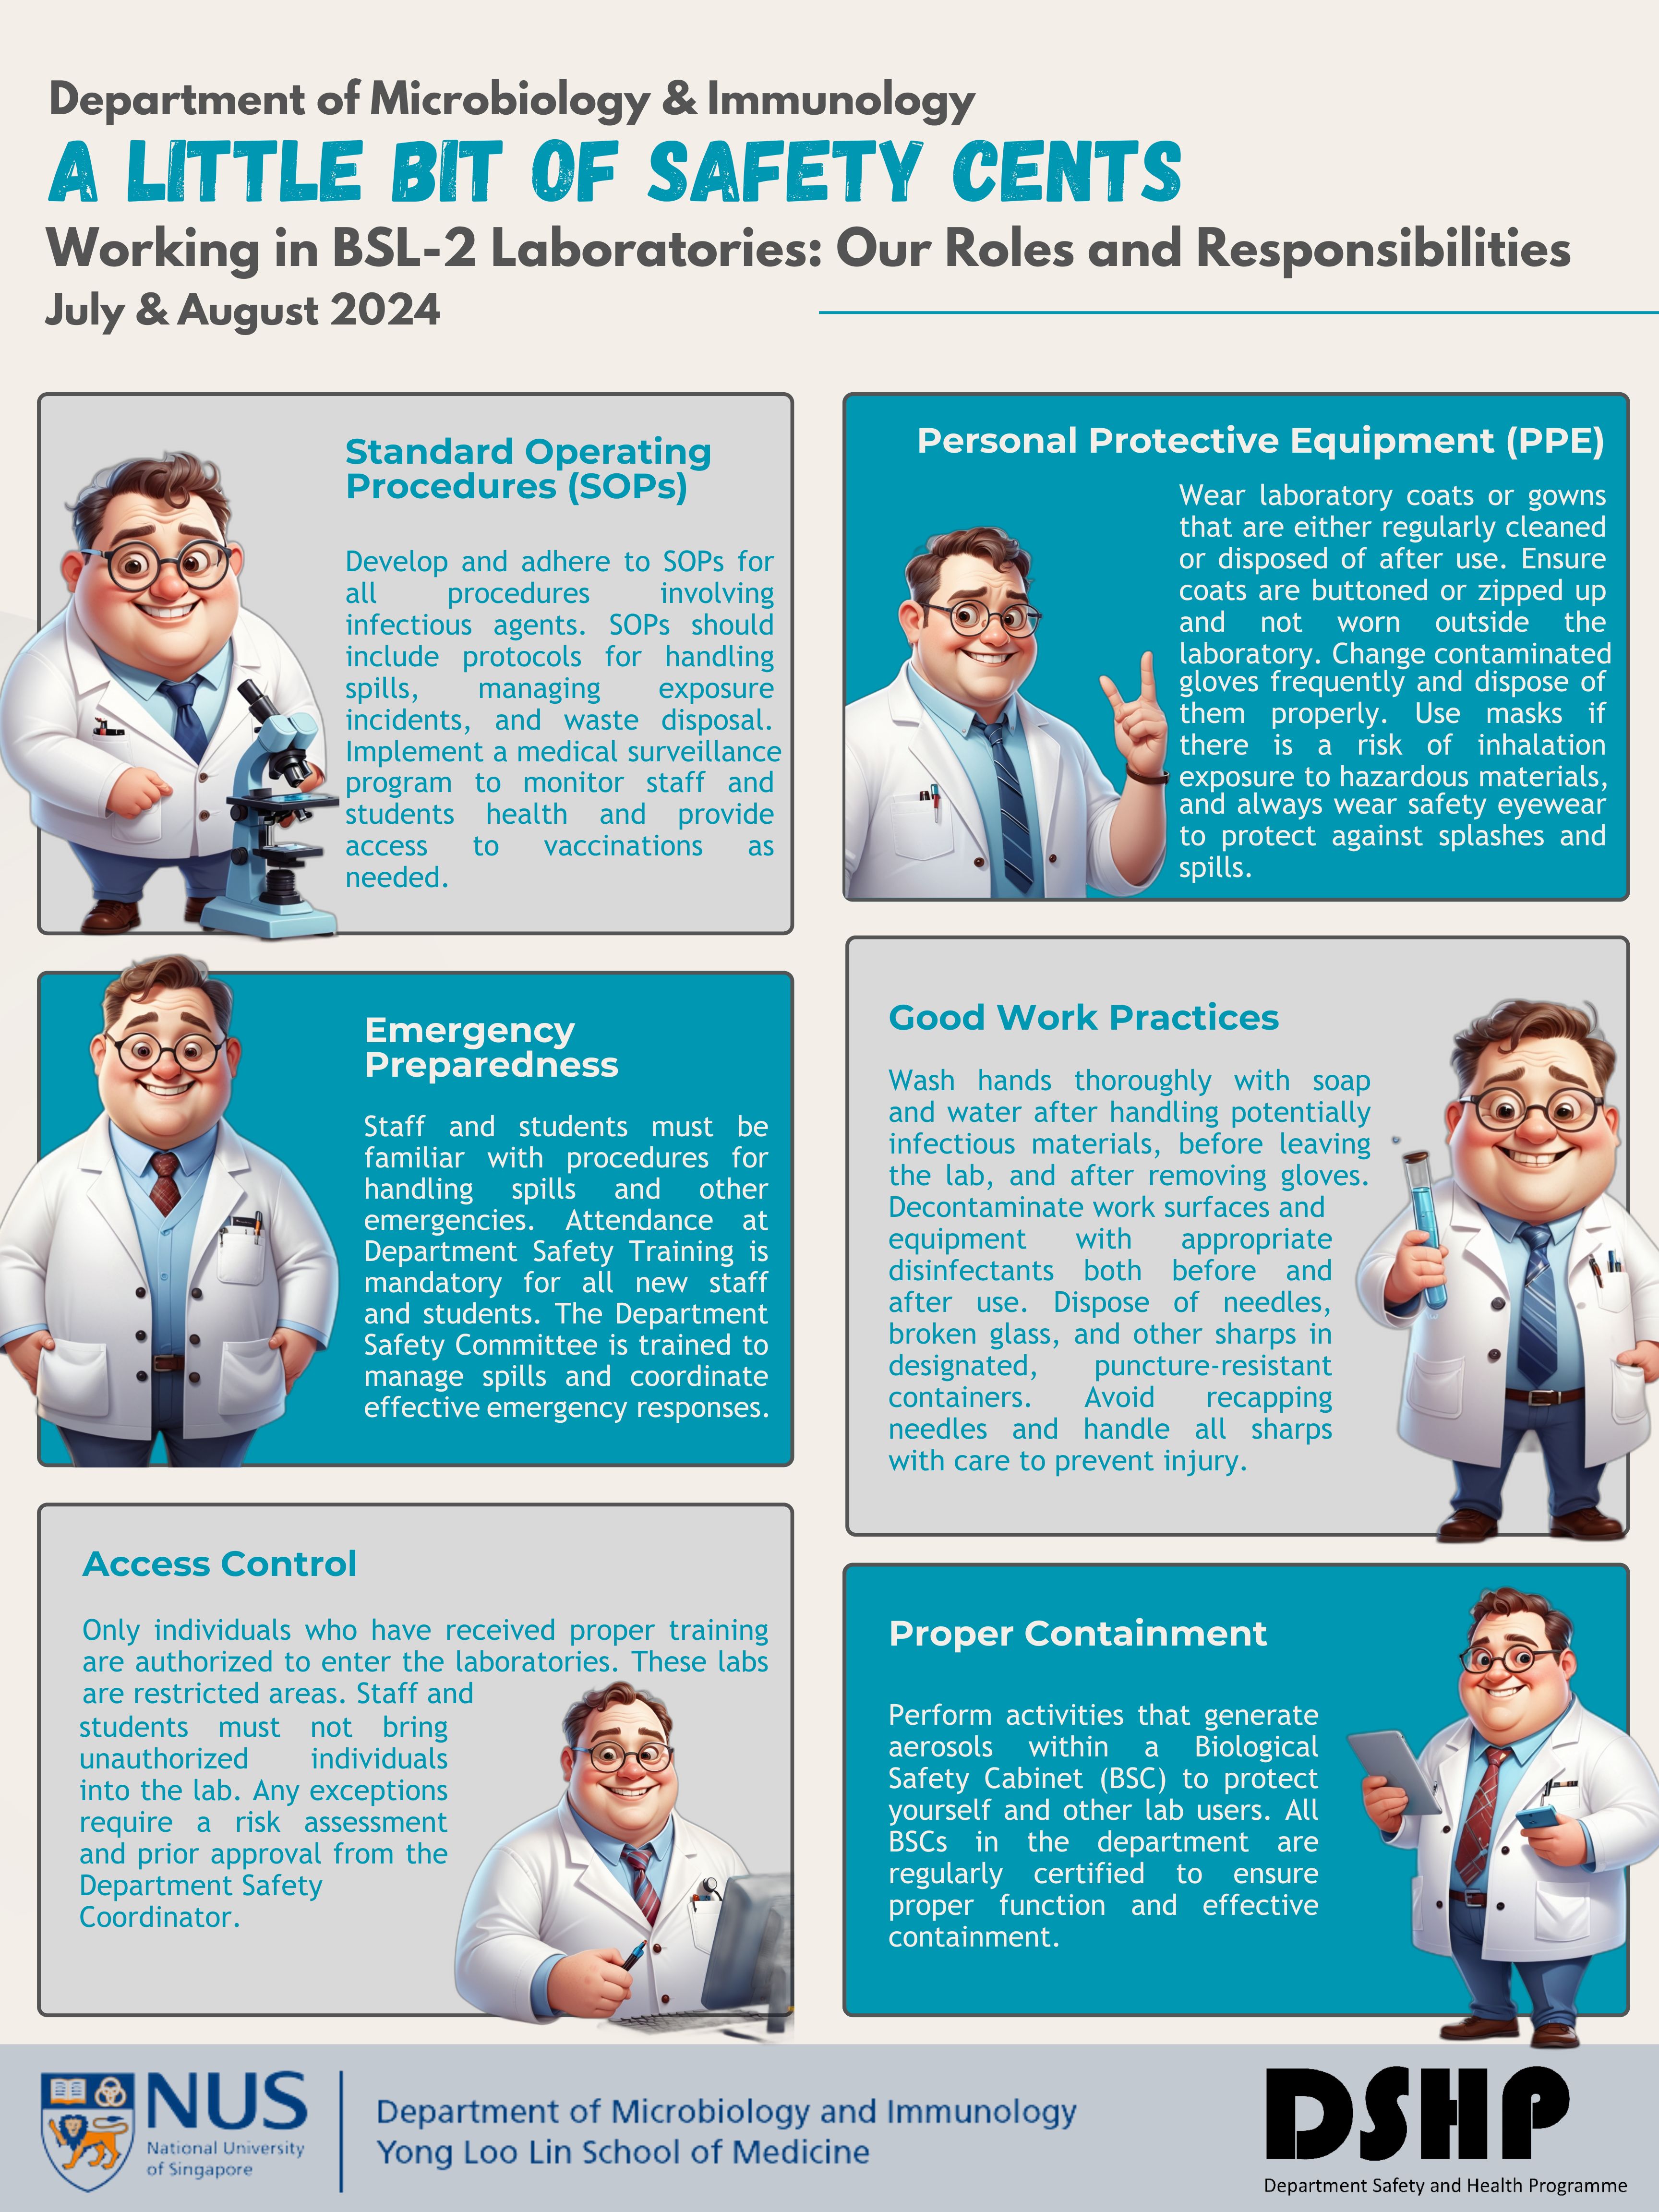 Department of Microbiology & Immunology
A LITTLE BIT OF SAFETY CENTS
Working in BSL-2 Laboratories: Our Roles and Responsibilities
July & August 2024
Standard Operating
Procedures (SOPs)
Develop and adhere to SOPs for
all procedures involving
infectious agents. SOPs should
include protocols for handling
spills, managing exposure
incidents, and waste disposal.
Implement a medical surveillance
program to monitor staff and
students health and provide
access to vaccinations as
needed.
Personal Protective Equipment (PPE)
Wear laboratory coats or gowns
that are either regularly cleaned
or disposed of after use. Ensure
coats are buttoned or zipped up
and not worn outside the
laboratory. Change contaminated
gloves frequently and dispose of
them properly. Use masks if
there is a risk of inhalation
exposure to hazardous materials,
and always wear safety eyewear
to protect against splashes and
spills.
Emergency
Preparedness
Staff and students must be
familiar with procedures for
handling spills and other
emergencies. Attendance at
Department Safety Training is
mandatory for all new staff
and students. The Department
Safety Committee is trained to
manage spills and coordinate
effective emergency responses.
Good Work Practices
Wash hands thoroughly with soap
and water after handling potentially
infectious materials, before leaving
the lab, and after removing gloves.
Decontaminate work surfaces and
equipment with appropriate
disinfectants both before and
after use. Dispose of needles,
broken glass, and other sharps in
designated, puncture-resistant
containers. Avoid recapping
needles and handle all sharps
with care to prevent injury.
Access Control
Only individuals who have received proper training
are authorized to enter the laboratories. These labs
are restricted areas. Staff and
students must not bring
unauthorized individuals
into the lab. Any exceptions
require a risk assessment
and prior approval from the
Department Safety
Coordinator.
Proper Containment
Perform activities that generate
aerosols within a Biological
Safety Cabinet (BSC) to protect
yourself and other lab users. All
BSCs in the department are
regularly certified to ensure
proper function and effective
containment.
NUS
National University
of Singapore
Department of Microbiology and Immunology
Yong Loo Lin School of Medicine
DSHP
Department Safety and Health Programme